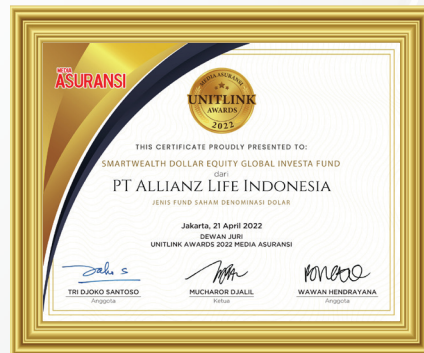 MEDIA
ASURANSI
MEDIA ASURANSI
UNITLINK
AWARDS
2022
THIS CERTIFICATE PROUDLY PRESENTED TO:
SMARTWEALTH DOLLAR EQUITY GLOBAL INVESTA FUND
dari
PT ALLIANZ LIFE INDONESIA
JENIS FUND SAHAM DENOMINASI DOLAR
Jakarta, 21 April 2022
DEWAN JURI
UNITLINK AWARDS 2022 MEDIA ASURANSI
TRI DJOKO SANTOSO
Anggota
MUCHAROR DJALIL
Ketua
WAWAN HENDRAYANA
Anggota